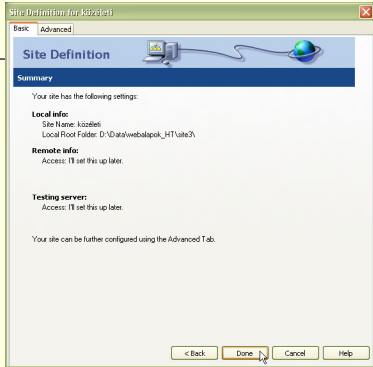 Site Definition for közéleti
Basic Advanced
Site Definition
Summary
Your site has the following settings:
Local info:
Site Name: közéleti
Local Root Folder: D:\Data\webalapok_HT\site3\
Remote info:
Access: I'll set this up later.
Testing server:
Access: I'll set this up later.
Your site can be further configured using the Advanced Tab.
< Back Done Cancel Help